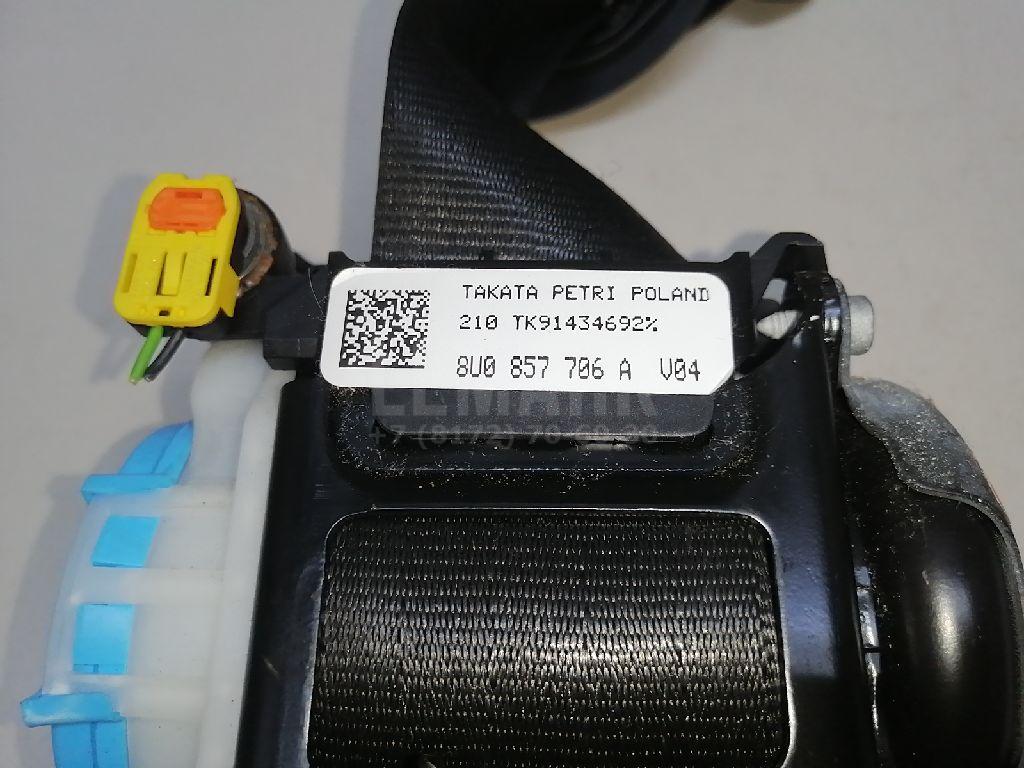 TAKATA PETRI POLAND
210 TK91434692%
8U0 857 706 A V04